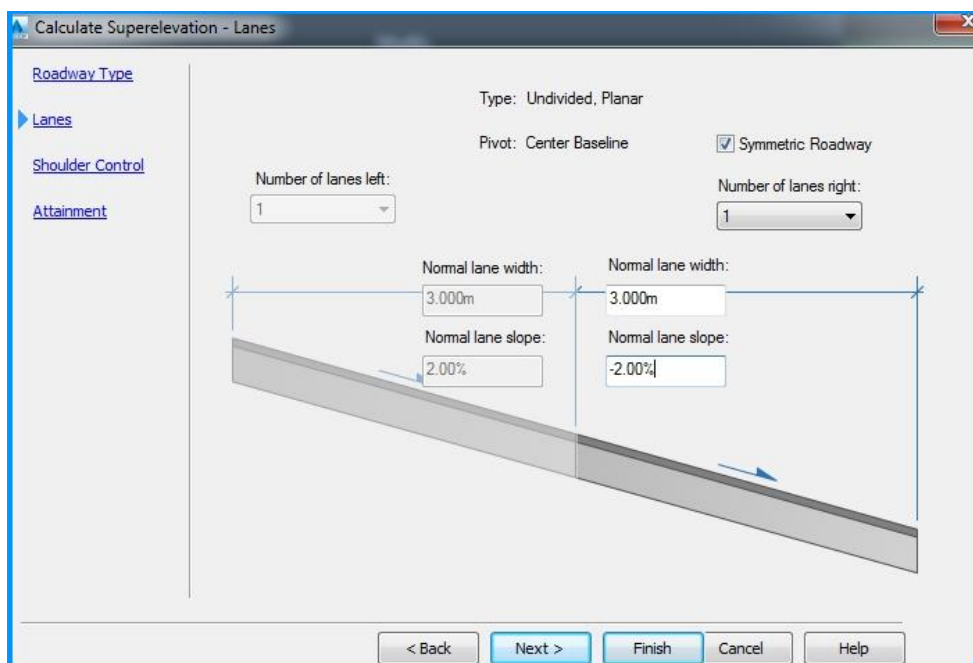 Calculate Superelevation - Lanes
Roadway Type
Lanes
Shoulder Control
Attainment
Type: Undivided, Planar
Pivot: Center Baseline
Symmetric Roadway
Number of lanes left:
1
Number of lanes right:
1
Normal lane width:
3.000m
Normal lane slope:
2.00%
Normal lane width:
3.000m
Normal lane slope:
-2.00%
< Back
Next >
Finish
Cancel
Help